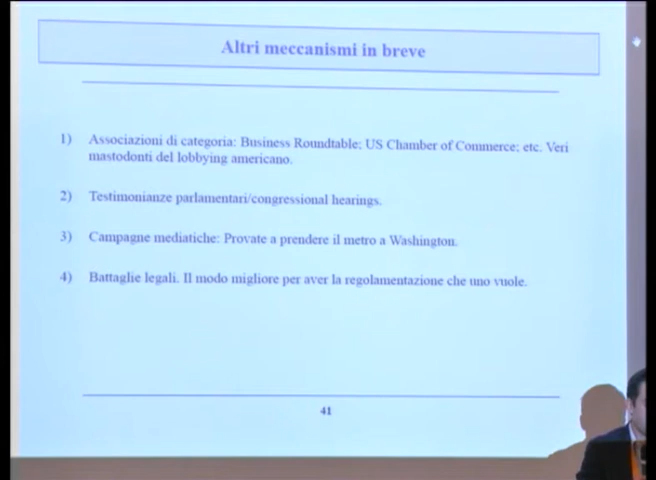 Altri meccanismi in breve
1) Associazioni di categoria: Business Roundtable; US Chamber of Commerce; etc. Veri
mastodonti del lobbying americano.
2) Testimonianze parlamentari/congressional hearings.
3) Campagne mediatiche: Provate a prendere il metro a Washington.
4) Battaglie legali. Il modo migliore per aver la regolamentazione che uno vuole.
41